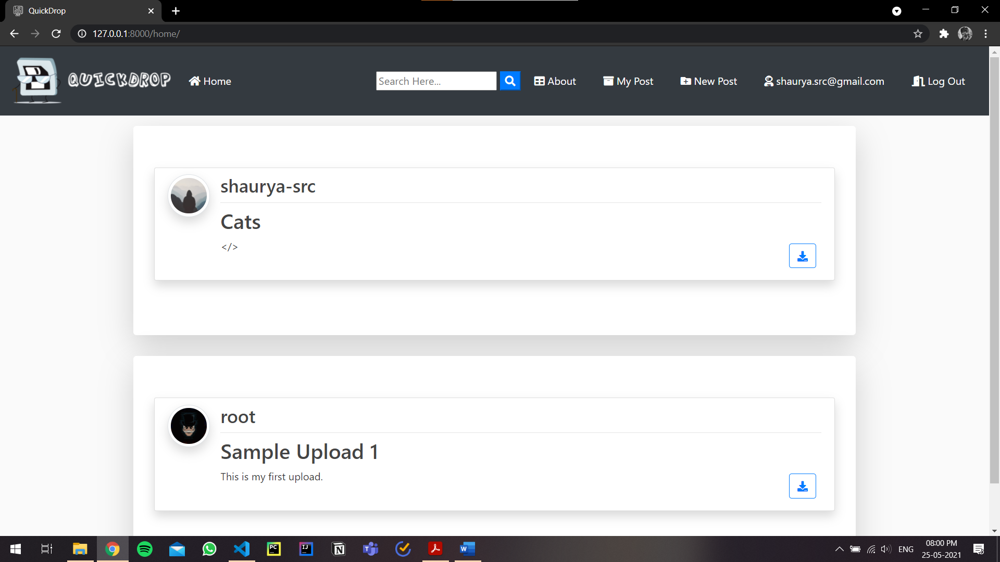 QuickDrop
127.0.0.1:8000/home/
QUICKDROP
Home
Search Here...
About
My Post
New Post
shaurya.src@gmail.com
Log Out
shaurya-src
Cats
</>
root
Sample Upload 1
This is my first upload.
PC
IJ
N
T
W
ENG
08:00 PM
25-05-2021